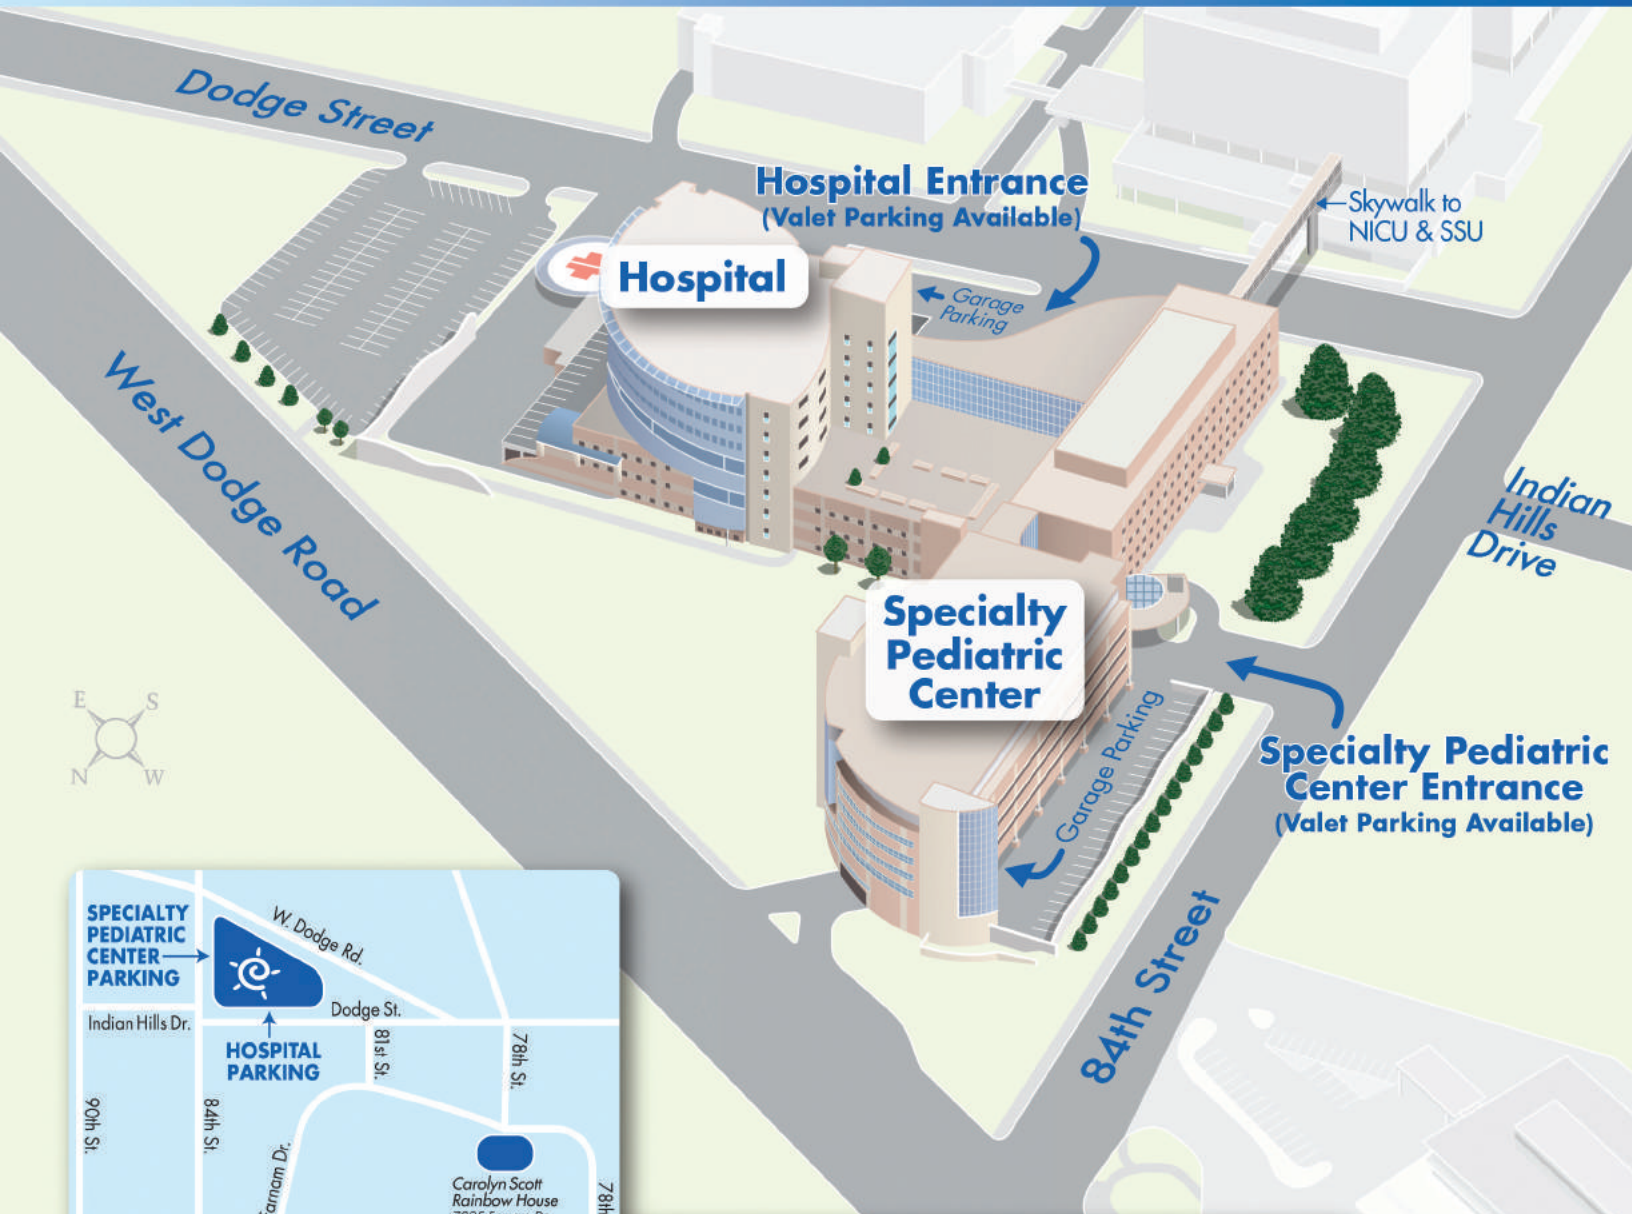 Dodge Street
Hospital Entrance
(Valet Parking Available)
Skywalk to
NICU & SSU
Hospital
Garage
Parking
West Dodge Road
Indian
Hills
Drive
Specialty
Pediatric
Center
Garage Parking
E S
N W
Specialty Pediatric
Center Entrance
(Valet Parking Available)
84th Street
SPECIALTY
PEDIATRIC
CENTER
PARKING
W. Dodge Rd.
Indian Hills Dr.
Dodge St.
HOSPITAL
PARKING
81st St.
78th St.
90th St.
84th St.
Dr.
Carolyn Scott
Rainbow House
78th